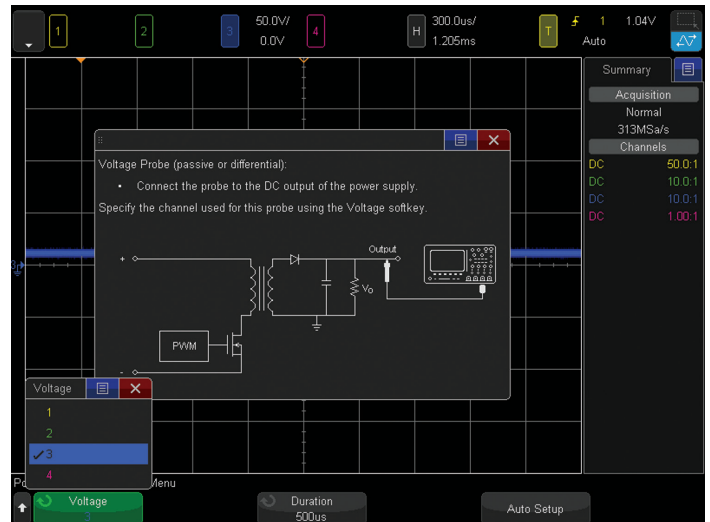 1 2 3 50.0V/ 4 H 300.0us/ T 1 1.04V
0.0V 1.205ms Auto
Summary
Acquisition
Normal
313MSa/s
Channels
DC 50.0:1
DC 10.0:1
DC 10.0:1
DC 1.00:1
Voltage Probe (passive or differential):
• Connect the probe to the DC output of the power supply.
Specify the channel used for this probe using the Voltage softkey.
Output
+
Vo
PWM
-
3
Voltage
1
2
3
4
Po Menu
Voltage Duration Auto Setup
3 500us